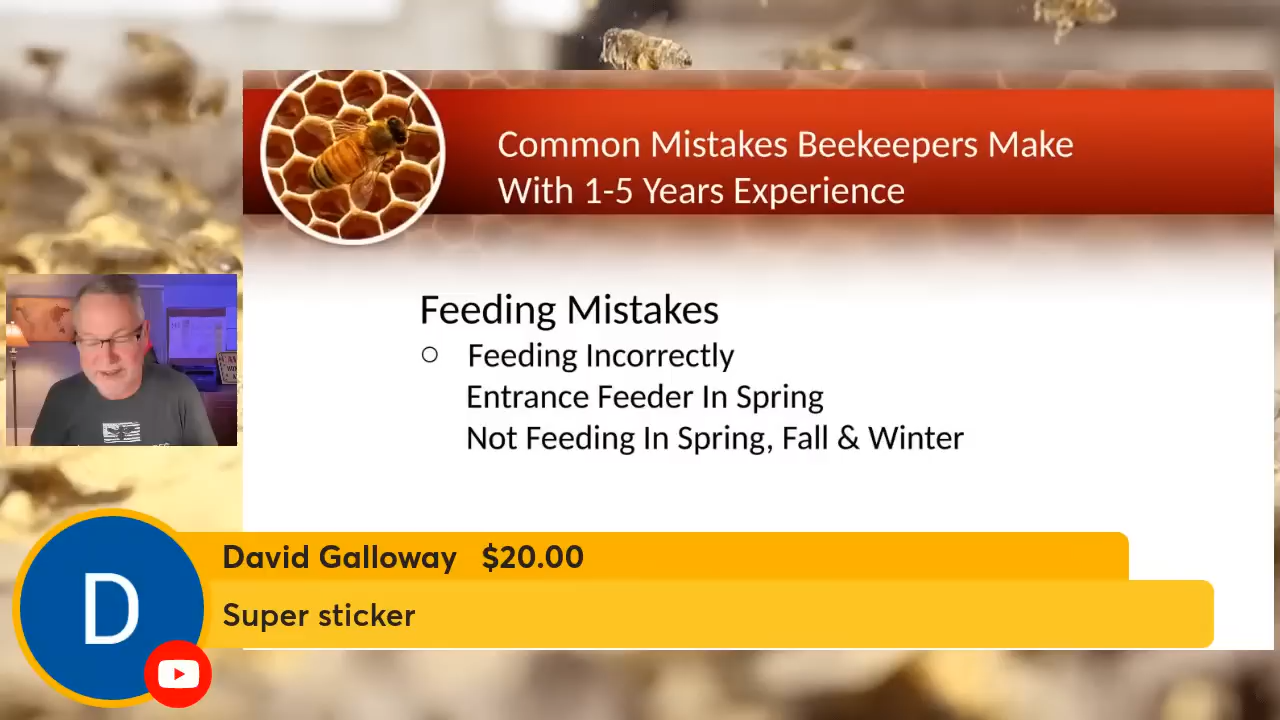 Common Mistakes Beekeepers Make
With 1-5 Years Experience
Feeding Mistakes
○ Feeding Incorrectly
Entrance Feeder In Spring
Not Feeding In Spring, Fall & Winter
David Galloway $20.00
D
Super sticker